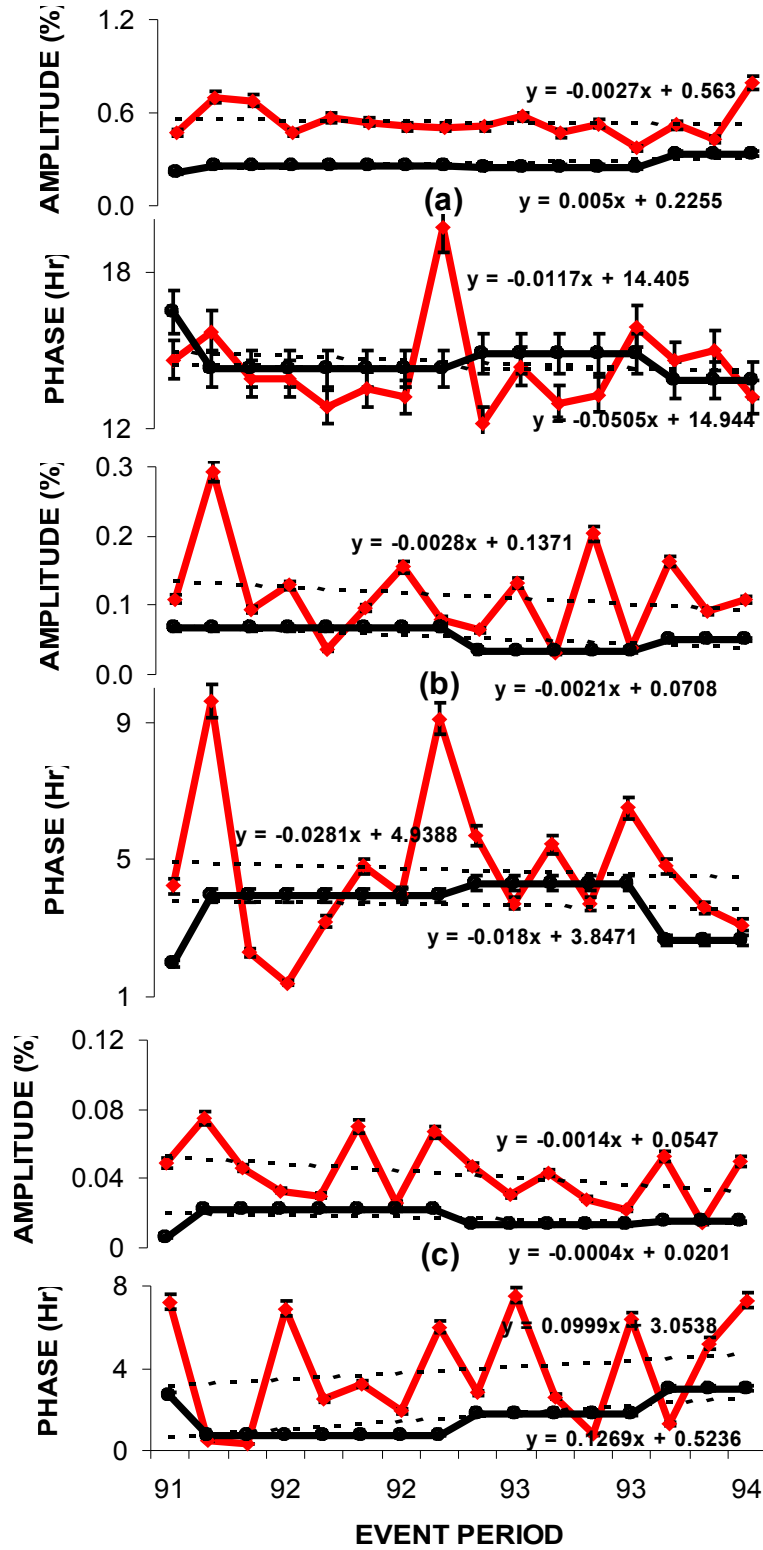 AMPLITUDE (%)
1.2
0.6
0.0
y = -0.0027x + 0.563
y = 0.005x + 0.2255
(a)
PHASE (Hr)
18
12
y = -0.0117x + 14.405
y = -0.0505x + 14.944
AMPLITUDE (%)
0.3
0.2
0.1
0.0
y = -0.0028x + 0.1371
y = -0.0021x + 0.0708
(b)
PHASE (Hr)
9
5
1
y = -0.0281x + 4.9388
y = -0.018x + 3.8471
AMPLITUDE (%)
0.12
0.08
0.04
0
y = -0.0014x + 0.0547
y = -0.0004x + 0.0201
(c)
PHASE (Hr)
8
4
0
y = 0.0999x + 3.0538
y = 0.1269x + 0.5236
91 92 92 93 93 94
EVENT PERIOD